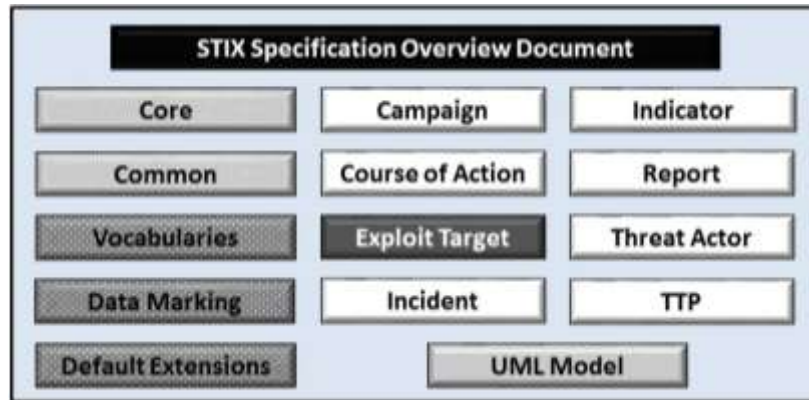 STIX Specification Overview Document
Core
Campaign
Indicator
Common
Course of Action
Report
Vocabularies
Exploit Target
Threat Actor
Data Marking
Incident
TTP
Default Extensions
UML Model